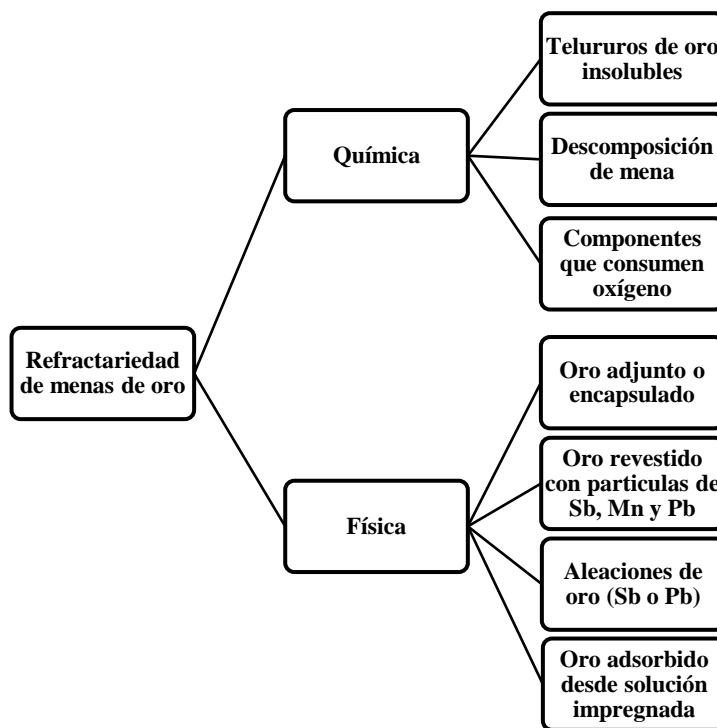 Telururos de oro
insolubles
Química
Descomposición
de mena
Componentes
que consumen
oxígeno
Refractariedad
de menas de oro
Oro adjunto o
encapsulado
Oro revestido
con particulas de
Sb, Mn y Pb
Física
Aleaciones de
oro (Sb o Pb)
Oro adsorbido
desde solución
impregnada